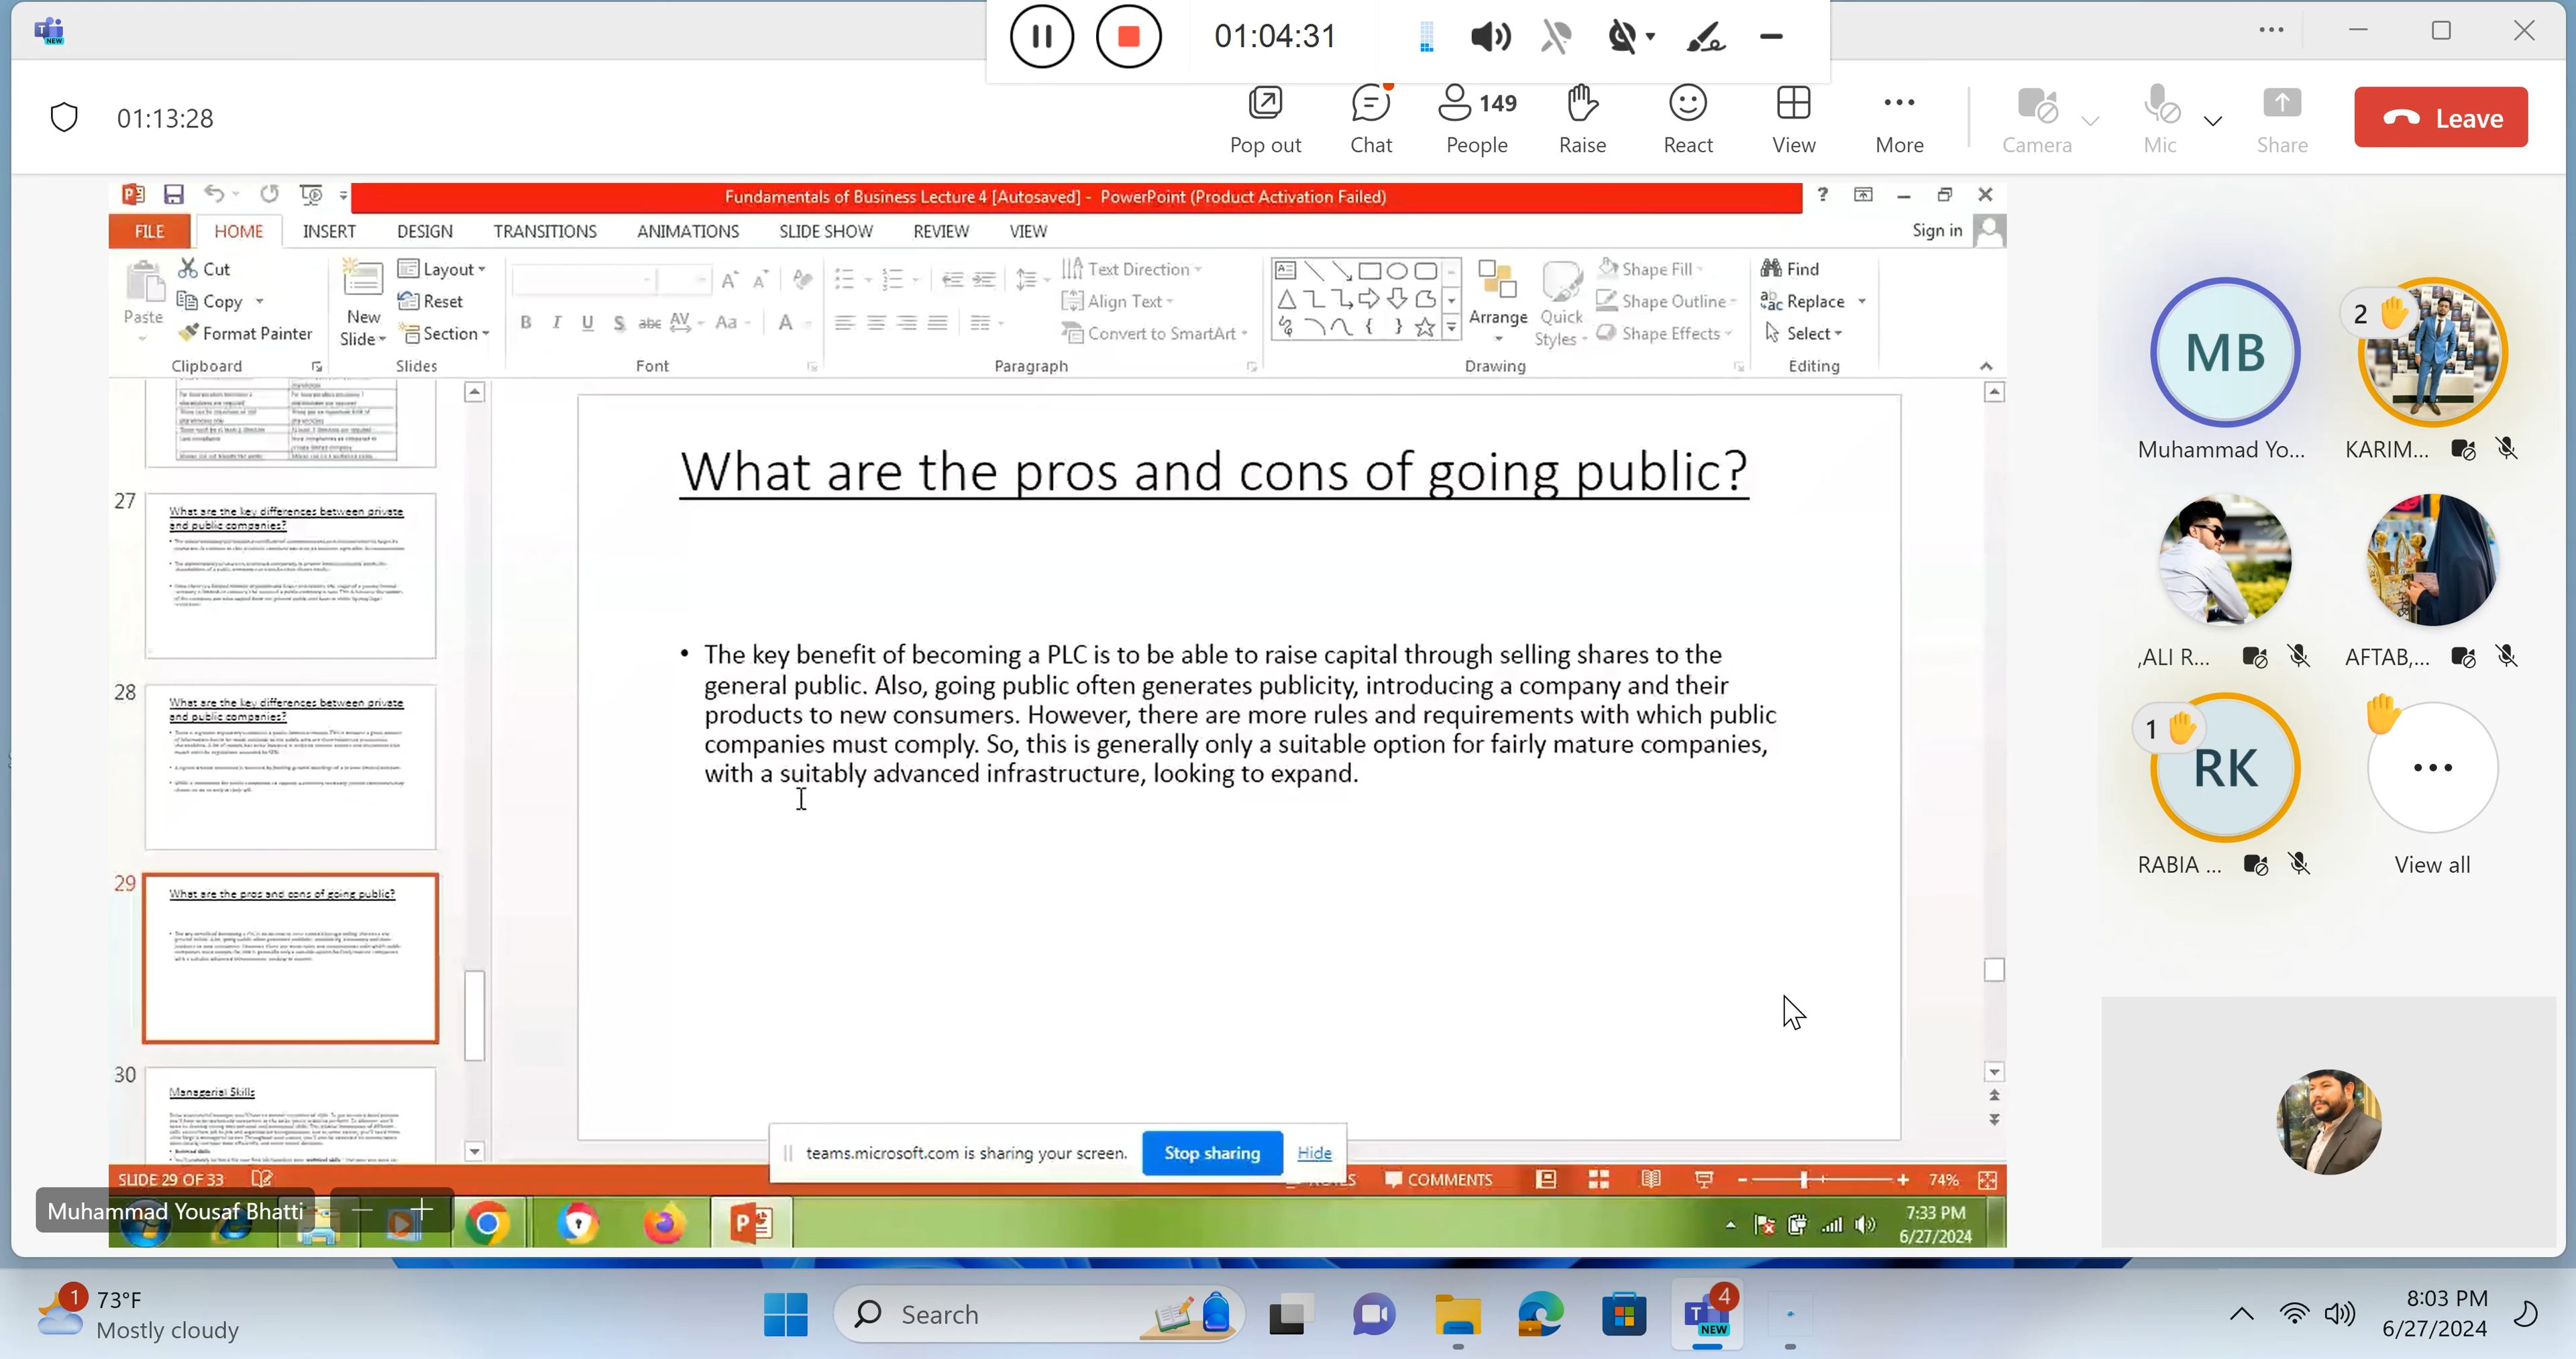 01:04:31
01:13:28
Pop out
Chat
149
People
Raise
React
View
More
Camera
Mic
Share
Leave
Fundamentals of Business Lecture 4 [Autosaved] - PowerPoint (Product Activation Failed)
FILE
HOME
INSERT
DESIGN
TRANSITIONS
ANIMATIONS
SLIDE SHOW
REVIEW
VIEW
Sign in
Paste
Cut
Copy
Format Painter
Clipboard
New
Slide
Layout
Reset
Section
Slides
Font
Text Direction
Align Text
Convert to SmartArt
Paragraph
Arrange
Quick
Styles
Shape Fill
Shape Outline
Shape Effects
Drawing
Find
Replace
Select
Editing
27
What are the key differences between private
and public companies?
28
What are the key differences between private
and public companies?
29
What are the pros and cons of going public?
30
Managerial Skills
What are the pros and cons of going public?
• The key benefit of becoming a PLC is to be able to raise capital through selling shares to the
general public. Also, going public often generates publicity, introducing a company and their
products to new consumers. However, there are more rules and requirements with which public
companies must comply. So, this is generally only a suitable option for fairly mature companies,
with a suitably advanced infrastructure, looking to expand.
teams.microsoft.com is sharing your screen.
Stop sharing
Hide
SLIDE 29 OF 33
COMMENTS
74%
Muhammad Yousaf Bhatti
7:33 PM
6/27/2024
MB
Muhammad Yo...
2
KARIM...
,ALI R...
AFTAB,...
1
RK
RABIA ...
View all
1
73°F
Mostly cloudy
Search
4
NEW
8:03 PM
6/27/2024